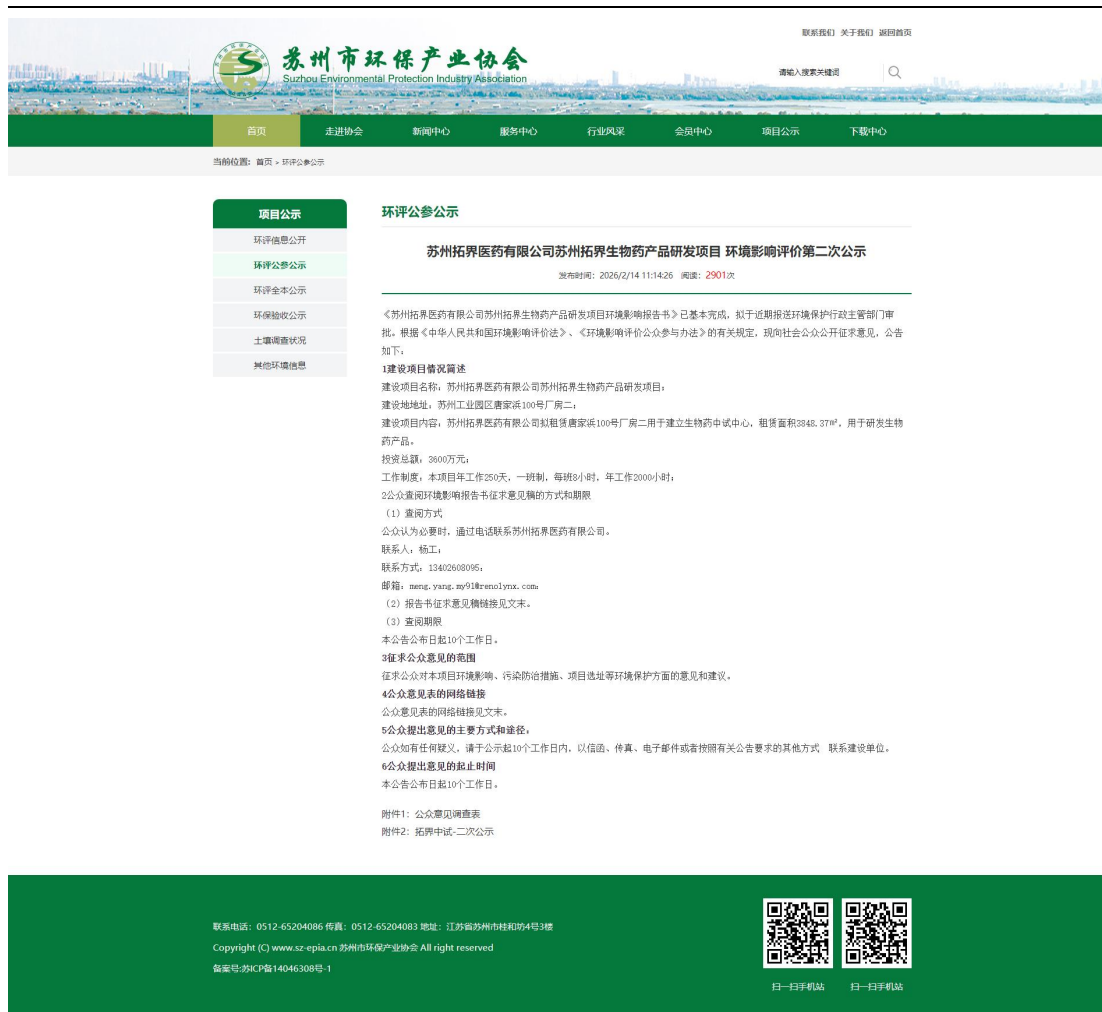 联系我们 关于我们 返回首页
苏州市环保产业协会
Suzhou Environmental Protection Industry Association
请输入搜素关键词
首页 走进协会 新闻中心 服务中心 行业风采 会员中心 项目公示 下载中心
当前位置：首页 > 环评公参公示
项目公示
环评信息公开
环评公参公示
环评全本公示
环保验收公示
土壤调查状况
其他环境信息
环评公参公示
苏州拓界医药有限公司苏州拓界生物药产品研发项目 环境影响评价第二次公示
发布时间：2026/2/14 11:14:26 阅读：2901次
《苏州拓界医药有限公司苏州拓界生物药产品研发项目环境影响报告书》已基本完成，拟于近期报送环境保护行政主管部门审
批。根据《中华人民共和国环境影响评价法》、《环境影响评价公众参与办法》的有关规定，现向社会公众公开征求意见，公告
如下：
1建设项目情况简述
建设项目名称：苏州拓界医药有限公司苏州拓界生物药产品研发项目；
建设地地址：苏州工业园区唐家浜100号厂房二；
建设项目内容：苏州拓界医药有限公司拟租赁唐家浜100号厂房二用于建立生物药中试中心，租赁面积3848.37m²，用于研发生物
药产品。
投资总额：3600万元；
工作制度：本项目年工作250天，一班制，每班8小时，年工作2000小时；
2公众查阅环境影响报告书征求意见稿的方式和期限
（1）查阅方式
公众认为必要时，通过电话联系苏州拓界医药有限公司。
联系人：杨工；
联系方式：13402608095；
邮箱：meng.yang.my91@renolynx.com；
（2）报告书征求意见稿链接见文末。
（3）查阅期限
本公告公布日起10个工作日。
3征求公众意见的范围
征求公众对本项目环境影响、污染防治措施、项目选址等环境保护方面的意见和建议。
4公众意见表的网络链接
公众意见表的网络链接见文末。
5公众提出意见的主要方式和途径：
公众如有任何疑义，请于公示起10个工作日内，以信函、传真、电子邮件或者按照有关公告要求的其他方式 联系建设单位。
6公众提出意见的起止时间
本公告公布日起10个工作日。
附件1：公众意见调查表
附件2：拓界中试-二次公示
联系电话：0512-65204086 传真：0512-65204083 地址：江苏省苏州市桂和坊4号3楼
Copyright (C) www.sz-epia.cn 苏州市环保产业协会 All right reserved
备案号:苏ICP备14046308号-1
扫一扫手机站 扫一扫手机站